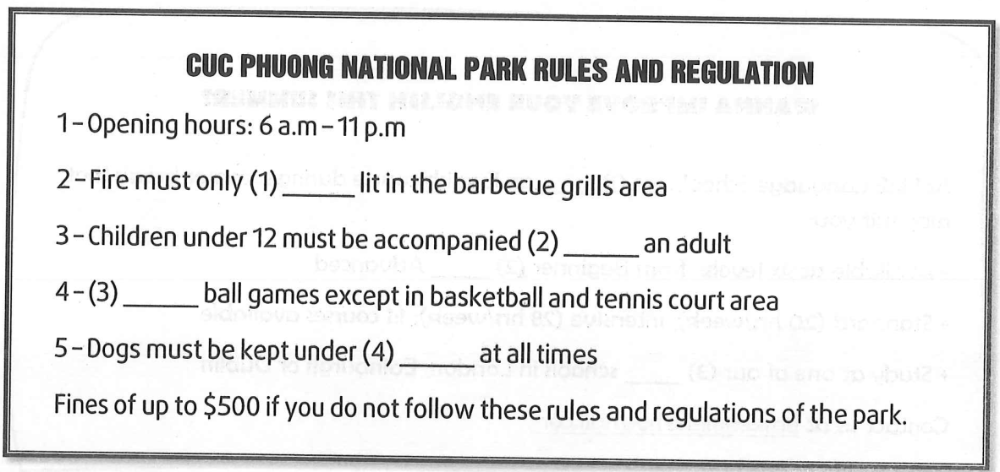 CUC PHUONG NATIONAL PARK RULES AND REGULATION
1-Opening hours: 6 a.m - 11 p.m
2-Fire must only (1) ______ lit in the barbecue grills area
3-Children under 12 must be accompanied (2) ______ an adult
4-(3) ______ ball games except in basketball and tennis court area
5-Dogs must be kept under (4) ______ at all times
Fines of up to $500 if you do not follow these rules and regulations of the park.